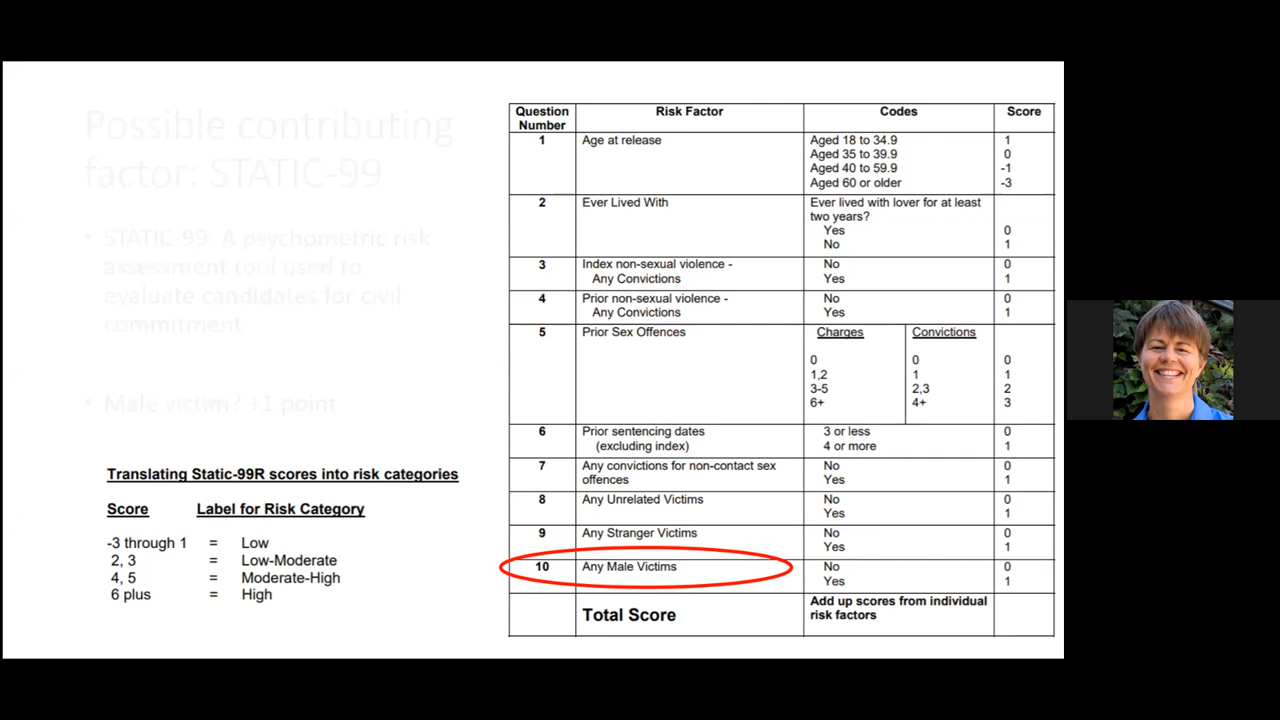 Possible contributing
factor: STATIC-99
• STATIC-99: A psychometric risk
assessment tool used to
evaluate candidates for civil
commitment
• Male victim? +1 point
Translating Static-99R scores into risk categories
Score Label for Risk Category
-3 through 1 = Low
2, 3 = Low-Moderate
4, 5 = Moderate-High
6 plus = High
Question Number Risk Factor Codes Score
1 Age at release Aged 18 to 34.9 1
Aged 35 to 39.9 0
Aged 40 to 59.9 -1
Aged 60 or older -3
2 Ever Lived With Ever lived with lover for at least
two years?
Yes 0
No 1
3 Index non-sexual violence - No 0
Any Convictions Yes 1
4 Prior non-sexual violence - No 0
Any Convictions Yes 1
5 Prior Sex Offences Charges Convictions
0 0 0
1,2 1 1
3-5 2,3 2
6+ 4+ 3
6 Prior sentencing dates 3 or less 0
(excluding index) 4 or more 1
7 Any convictions for non-contact sex No 0
offences Yes 1
8 Any Unrelated Victims No 0
Yes 1
9 Any Stranger Victims No 0
Yes 1
10 Any Male Victims No 0
Yes 1
Total Score Add up scores from individual
risk factors